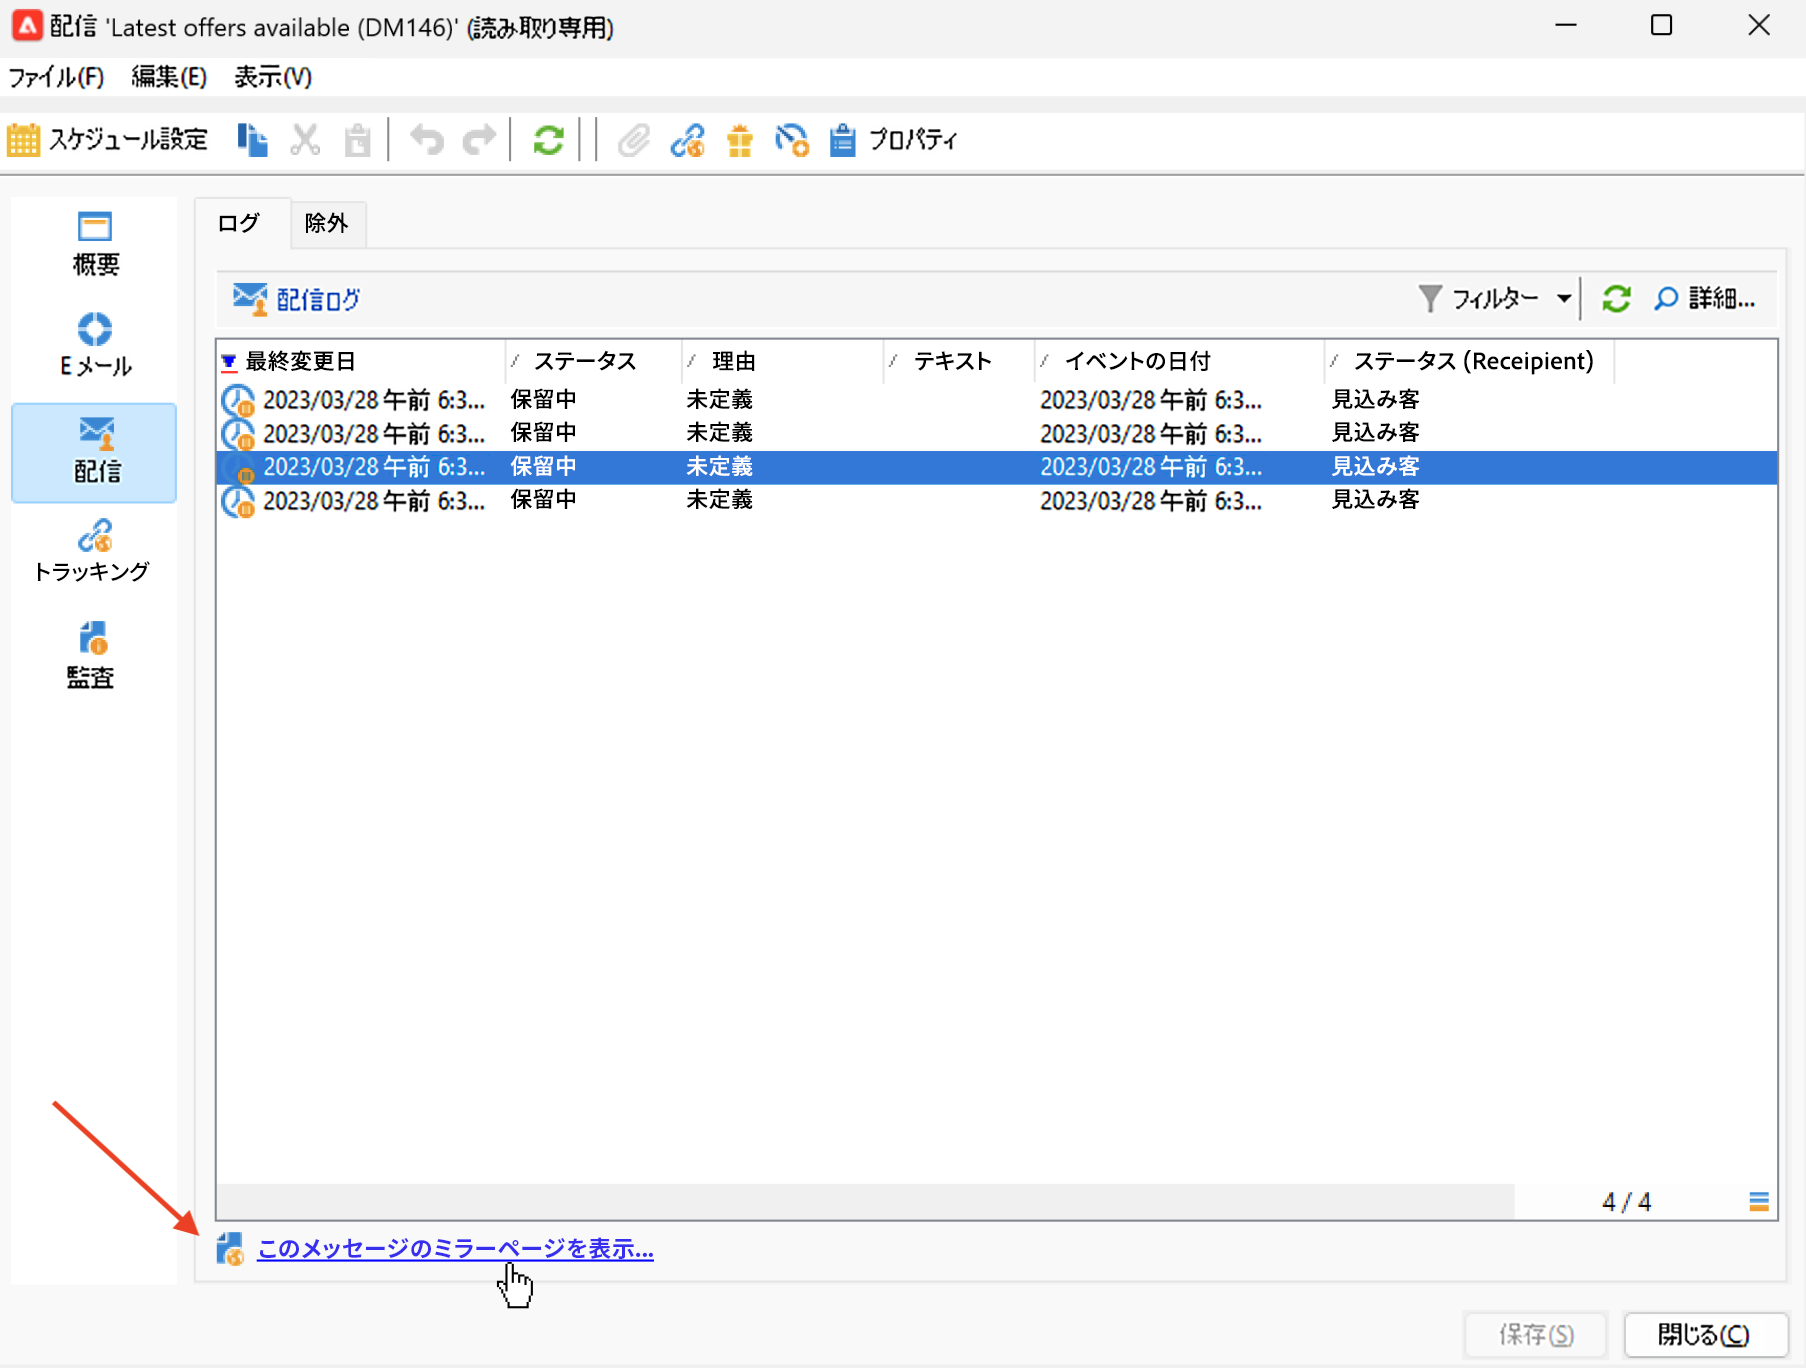 配信 'Latest offers available (DM146)' (読み取り専用)
ファイル(F) 編集(E) 表示(V)
スケジュール設定 プロパティ
概要
Eメール
配信
トラッキング
監査
ログ 除外
配信ログ フィルター 詳細...
最終変更日 ステータス 理由 テキスト イベントの日付 ステータス (Receipient)
2023/03/28 午前 6:3... 保留中 未定義 2023/03/28 午前 6:3... 見込み客
2023/03/28 午前 6:3... 保留中 未定義 2023/03/28 午前 6:3... 見込み客
2023/03/28 午前 6:3... 保留中 未定義 2023/03/28 午前 6:3... 見込み客
2023/03/28 午前 6:3... 保留中 未定義 2023/03/28 午前 6:3... 見込み客
4 / 4
このメッセージのミラーページを表示...
保存(S) 閉じる(C)